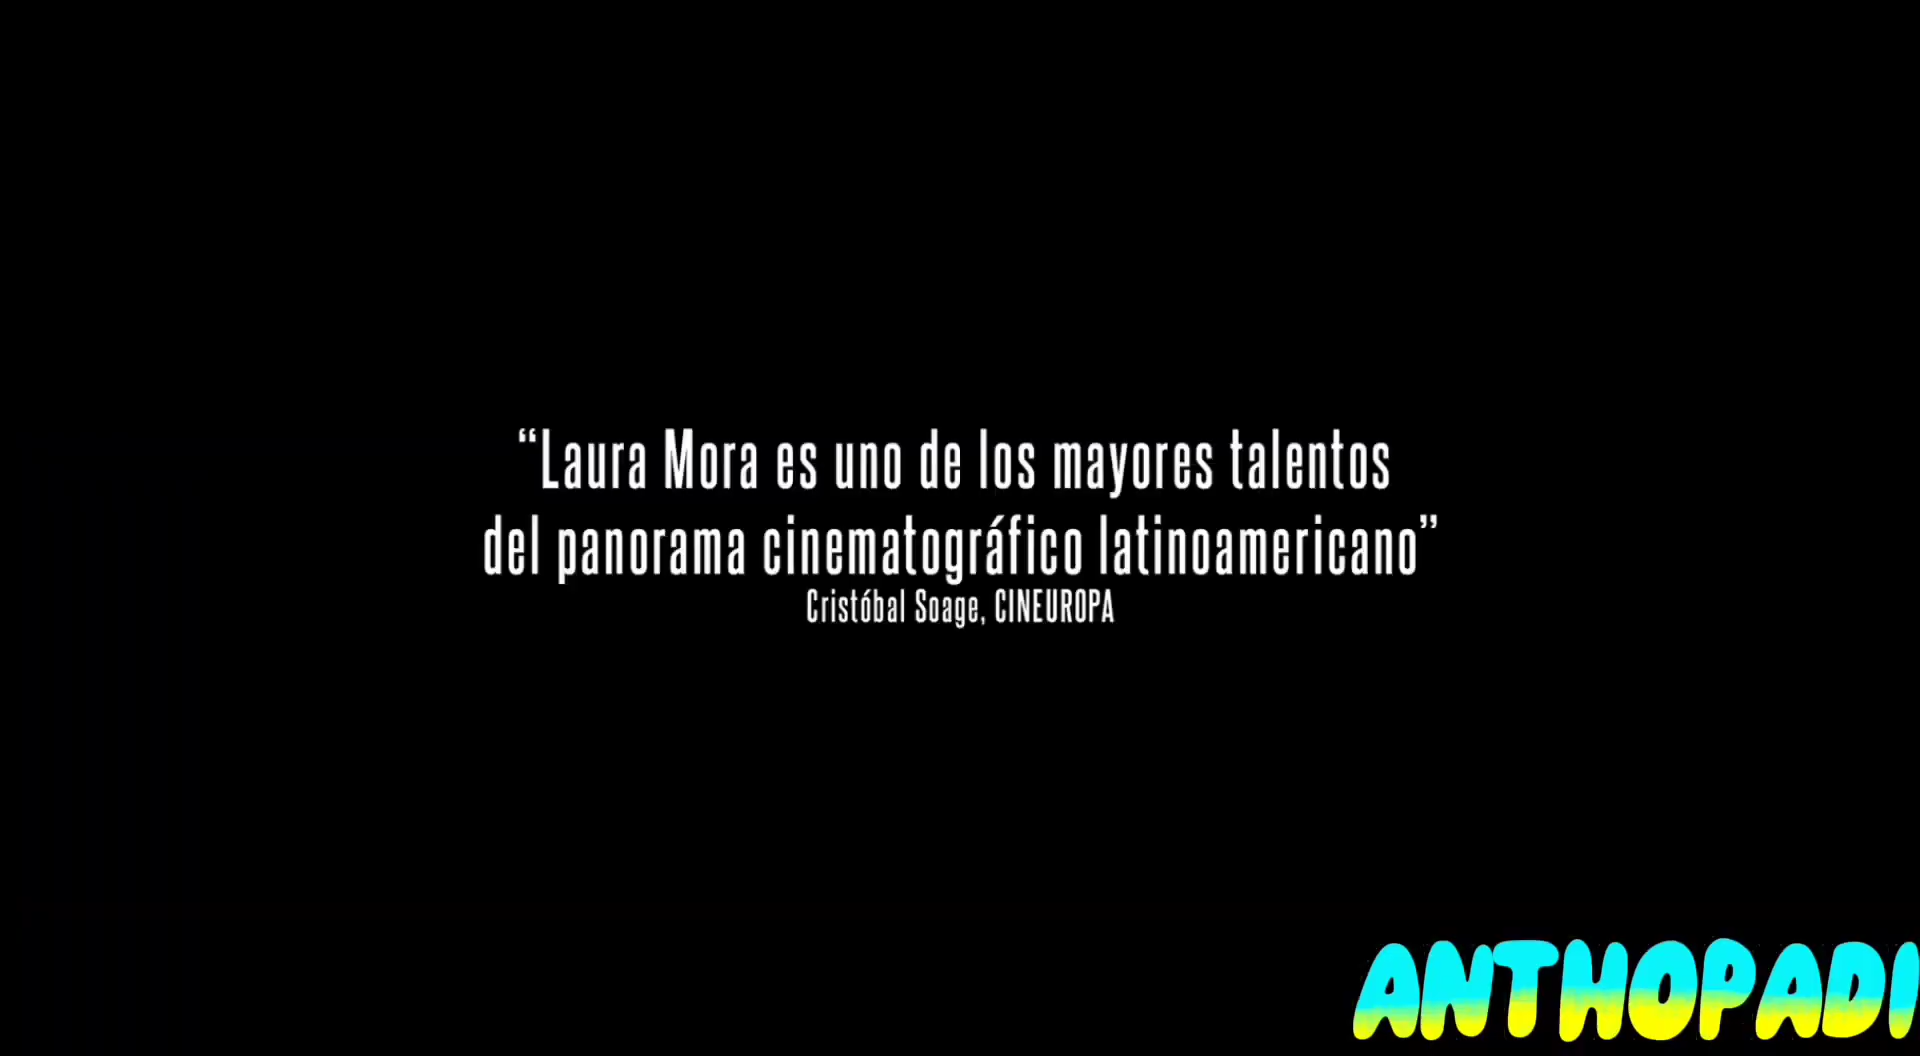 “Laura Mora es uno de los mayores talentos
del panorama cinematográfico latinoamericano”
Cristóbal Soage, CINEUROPA
ANTHOPADI